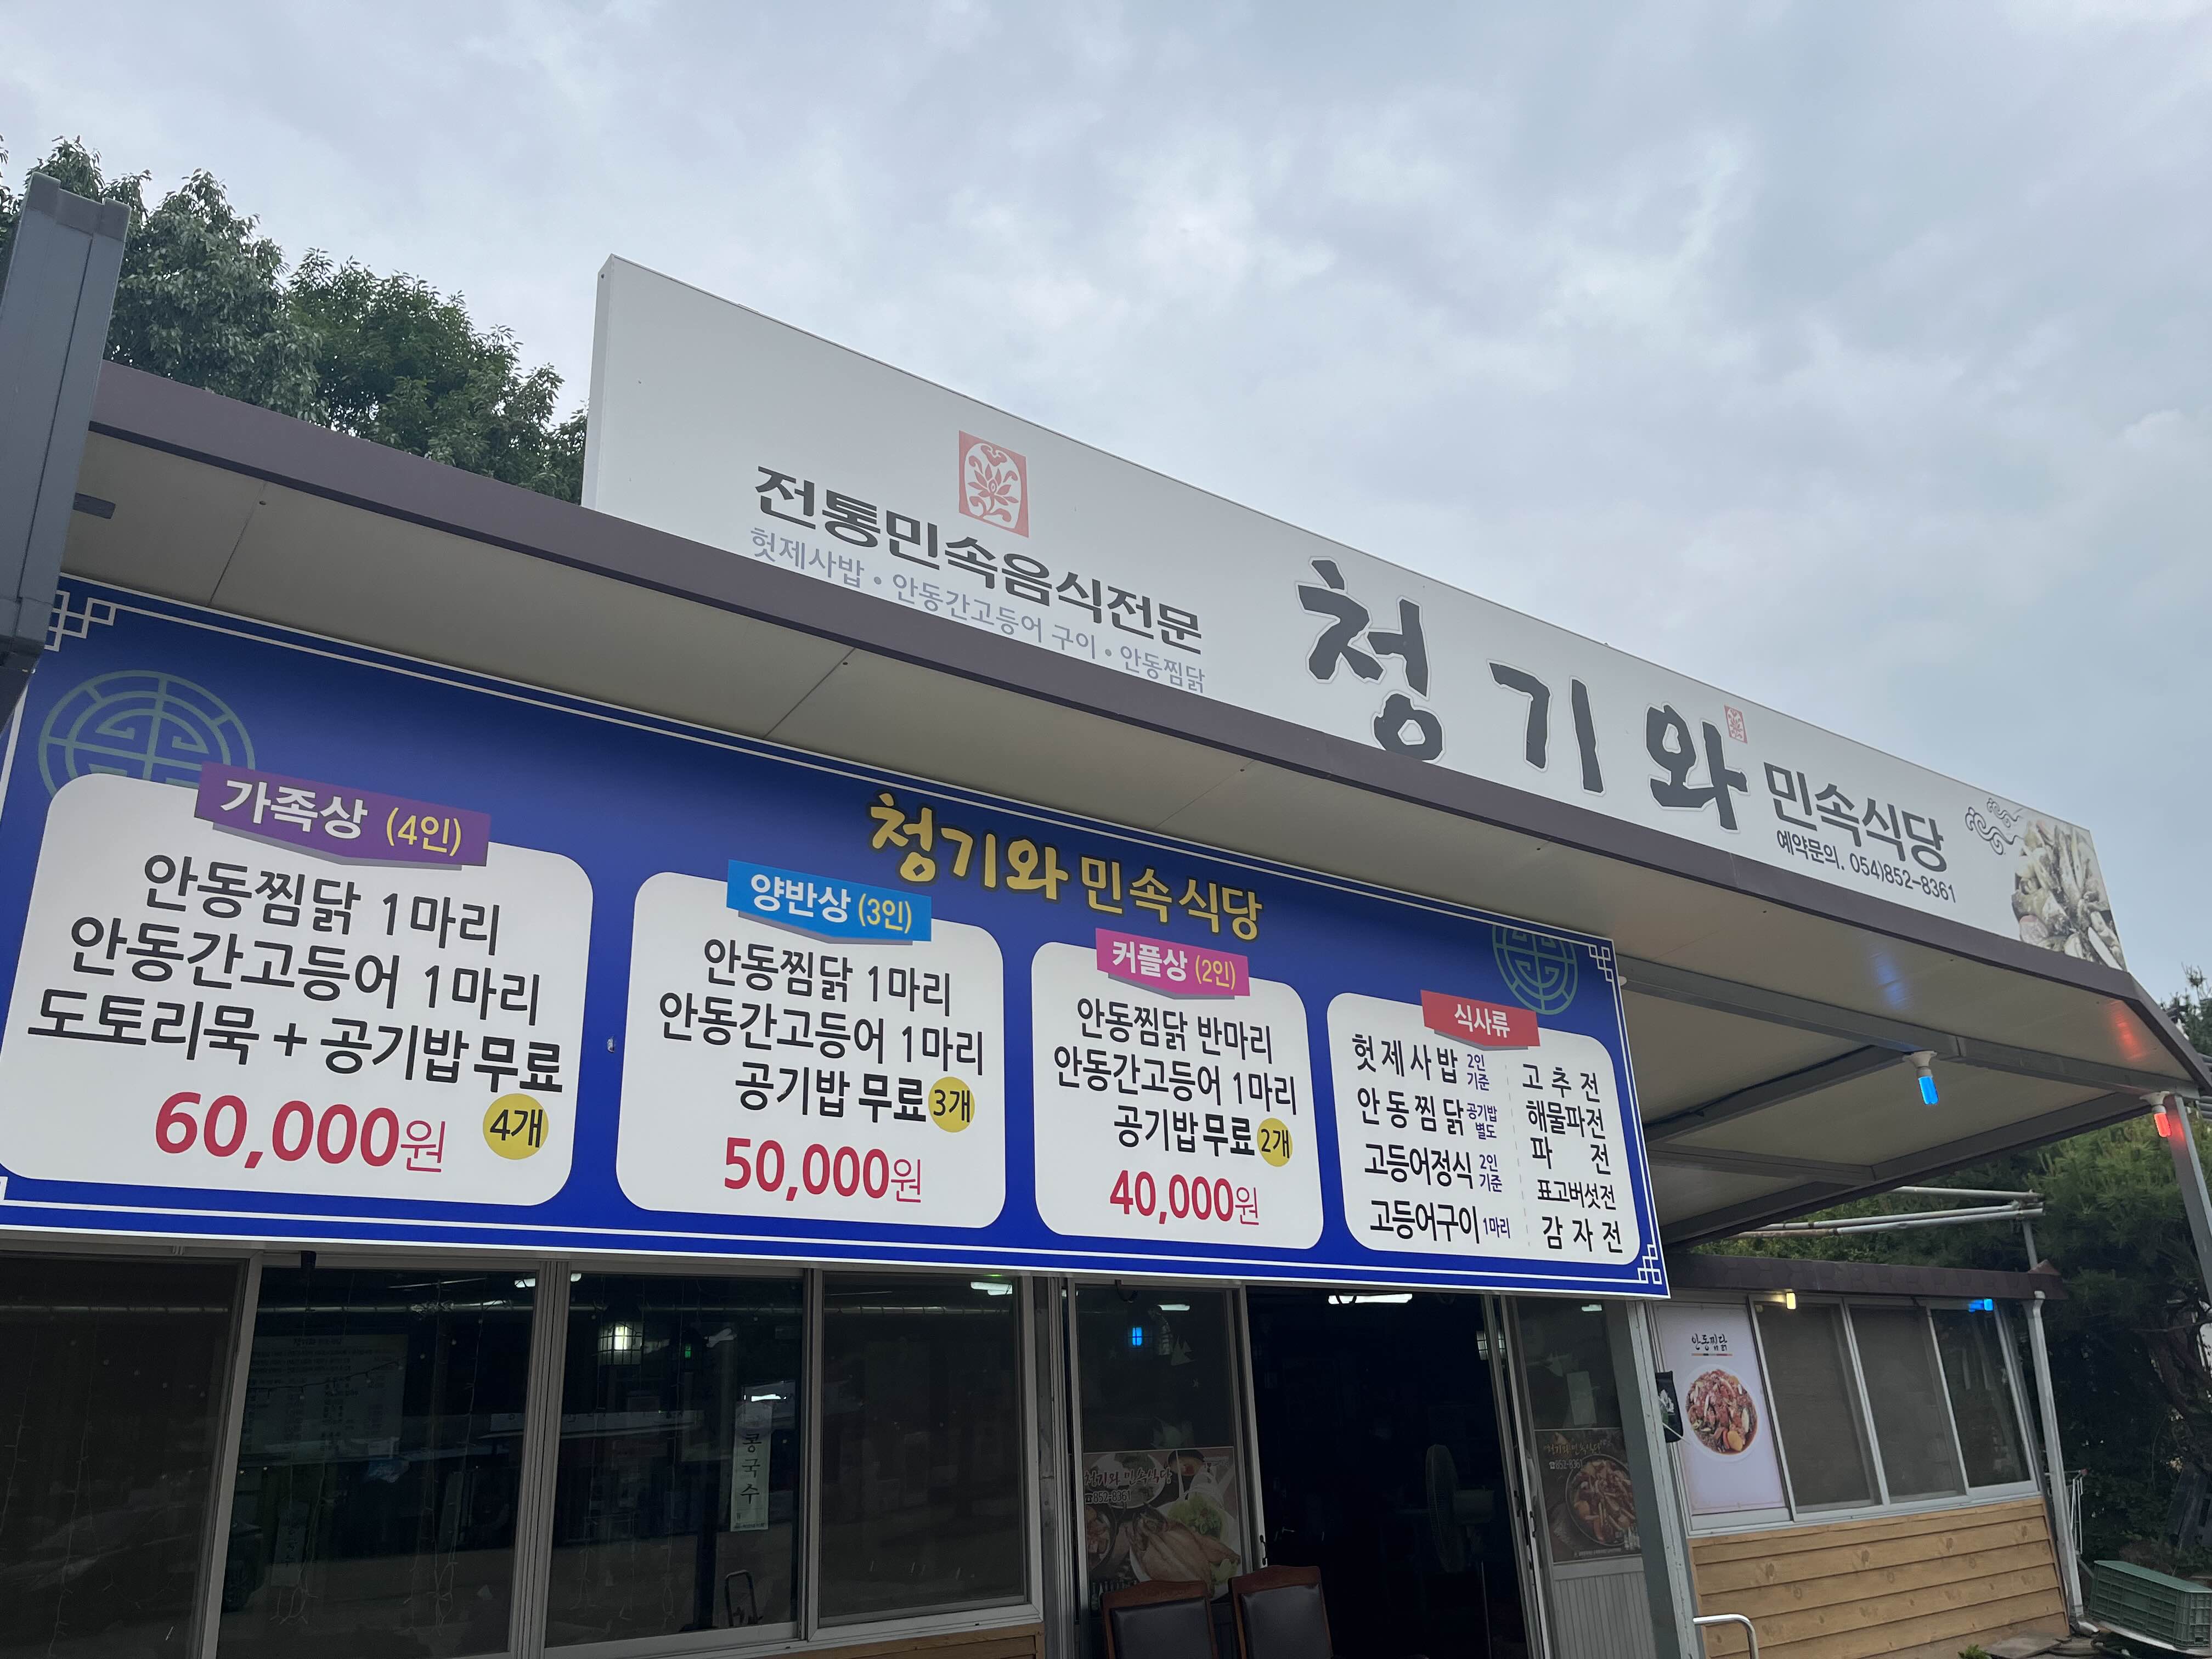 전통민속음식전문
헛제사밥 • 안동간고등어 구이 • 안동찜닭
청기와 민속식당
예약문의. 054)852-8361
청기와 민속 식당
가족상 (4인)
안동찜닭 1마리
안동간고등어 1마리
도토리묵 + 공기밥 무료
4개
60,000원
양반상 (3인)
안동찜닭 1마리
안동간고등어 1마리
공기밥 무료 3개
50,000원
커플상 (2인)
안동찜닭 반마리
안동간고등어 1마리
공기밥 무료 2개
40,000원
식사류
헛제사밥 2인 기준
안동찜닭 공기밥 별도
고등어정식 2인 기준
고등어구이 1마리
고추전
해물파전
파전
표고버섯전
감자전
콩국수
청기와 민속식당
☎852-8361
☎852-8361
안동찜닭